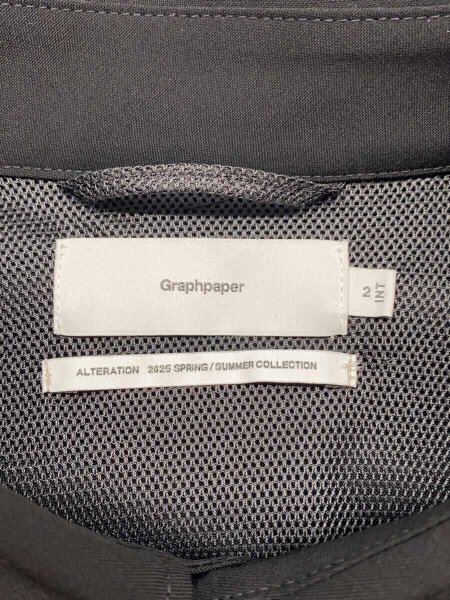 Graphpaper
2
INT
ALTERATION 2025 SPRING / SUMMER COLLECTION